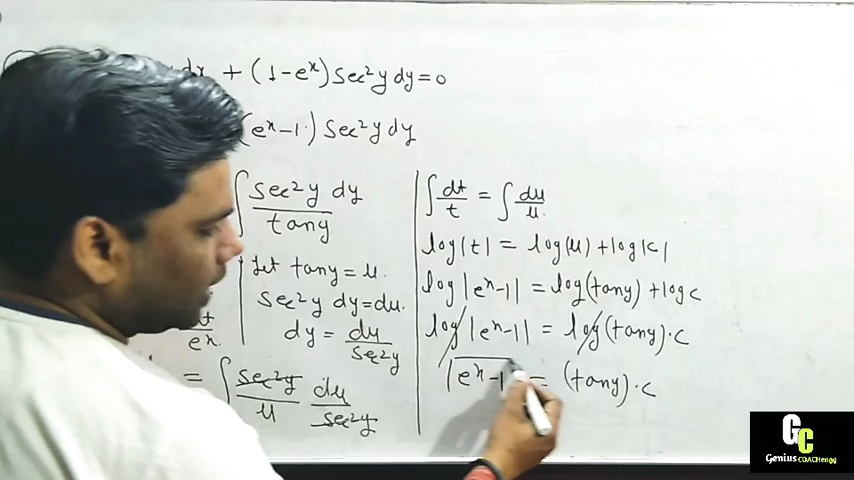 dx + (1-eˣ) sec²y dy = 0
(eˣ-1) sec²y dy
∫ sec²y dy / tany
Let tany = u.
sec²y dy = du.
dy = du / sec²y
dt / eˣ
= ∫ sec²y / u du / sec²y
∫ dt/t = ∫ du/u.
log|t| = log(u) + log|c|
log|eˣ-1| = log(tany) + log c
log|eˣ-1| = log(tany)·c
|eˣ-1 = (tany)·c
GC
Genius COACHengg